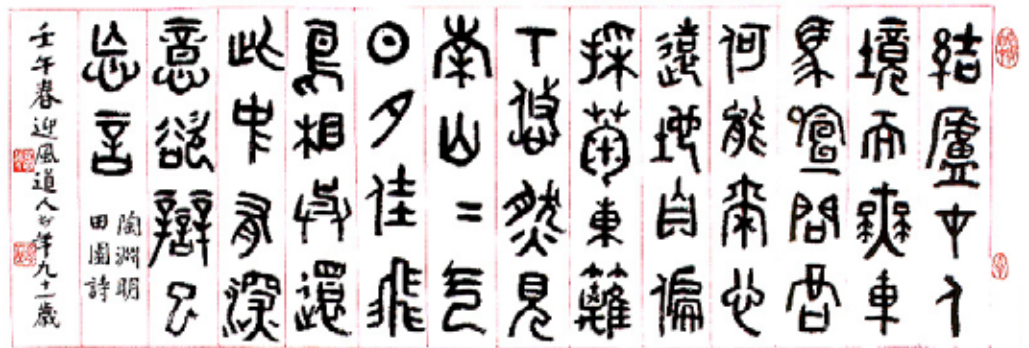 結廬在人
境而無車
馬喧問君
何能爾心
遠地自偏
採菊東籬
下悠然見
南山=氣
日夕佳飛
鳥相與還
此中有深
意欲辯已
忘言
陶淵明
田園詩
壬午春迎風道人年九十一歲